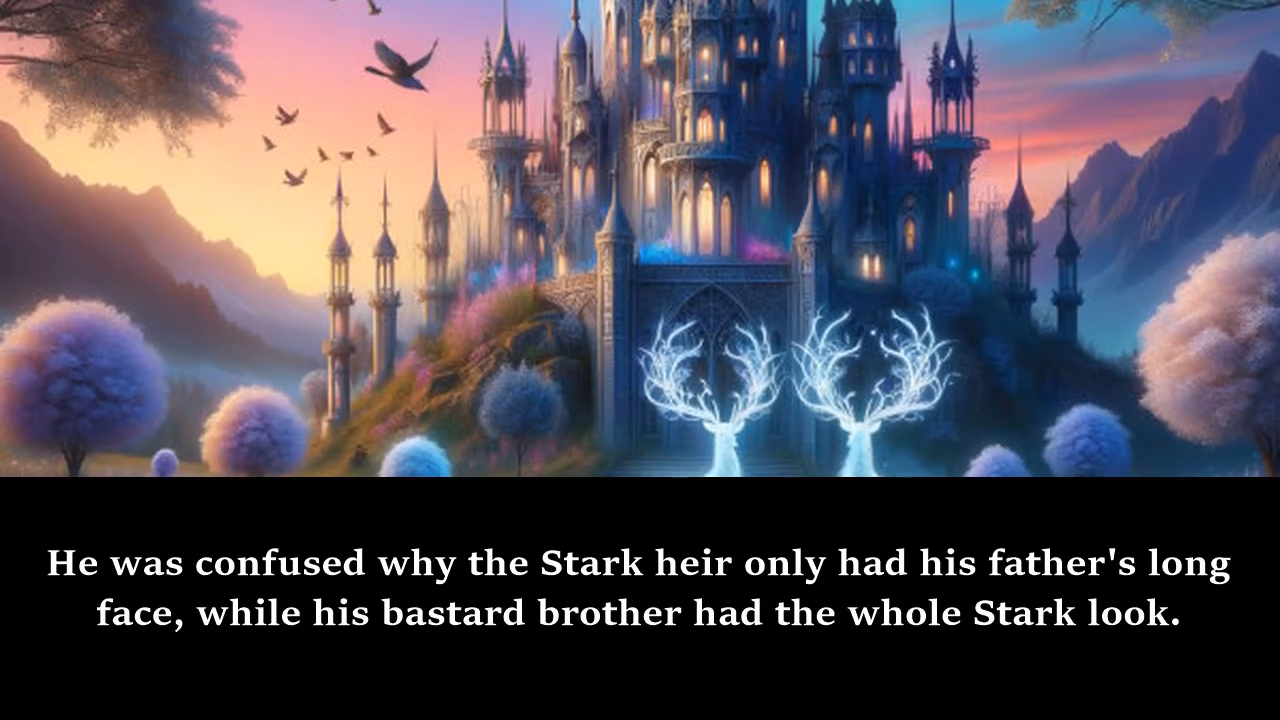 He was confused why the Stark heir only had his father's long
face, while his bastard brother had the whole Stark look.